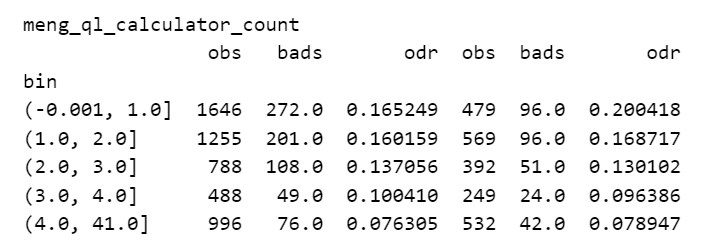 meng_ql_calculator_count
obs bads odr obs bads odr
bin
(-0.001, 1.0] 1646 272.0 0.165249 479 96.0 0.200418
(1.0, 2.0] 1255 201.0 0.160159 569 96.0 0.168717
(2.0, 3.0] 788 108.0 0.137056 392 51.0 0.130102
(3.0, 4.0] 488 49.0 0.100410 249 24.0 0.096386
(4.0, 41.0] 996 76.0 0.076305 532 42.0 0.078947